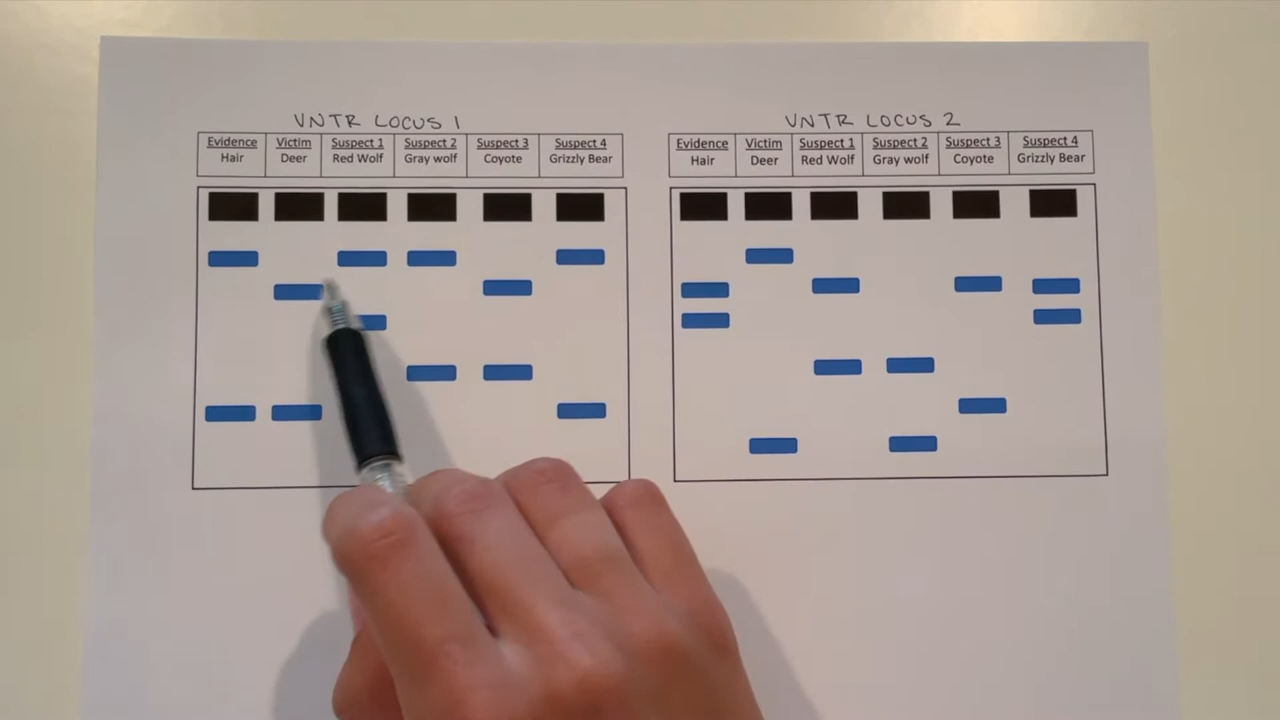 VNTR LOCUS 1
Evidence Victim Suspect 1 Suspect 2 Suspect 3 Suspect 4
Hair Deer Red Wolf Gray wolf Coyote Grizzly Bear
VNTR LOCUS 2
Evidence Victim Suspect 1 Suspect 2 Suspect 3 Suspect 4
Hair Deer Red Wolf Gray wolf Coyote Grizzly Bear